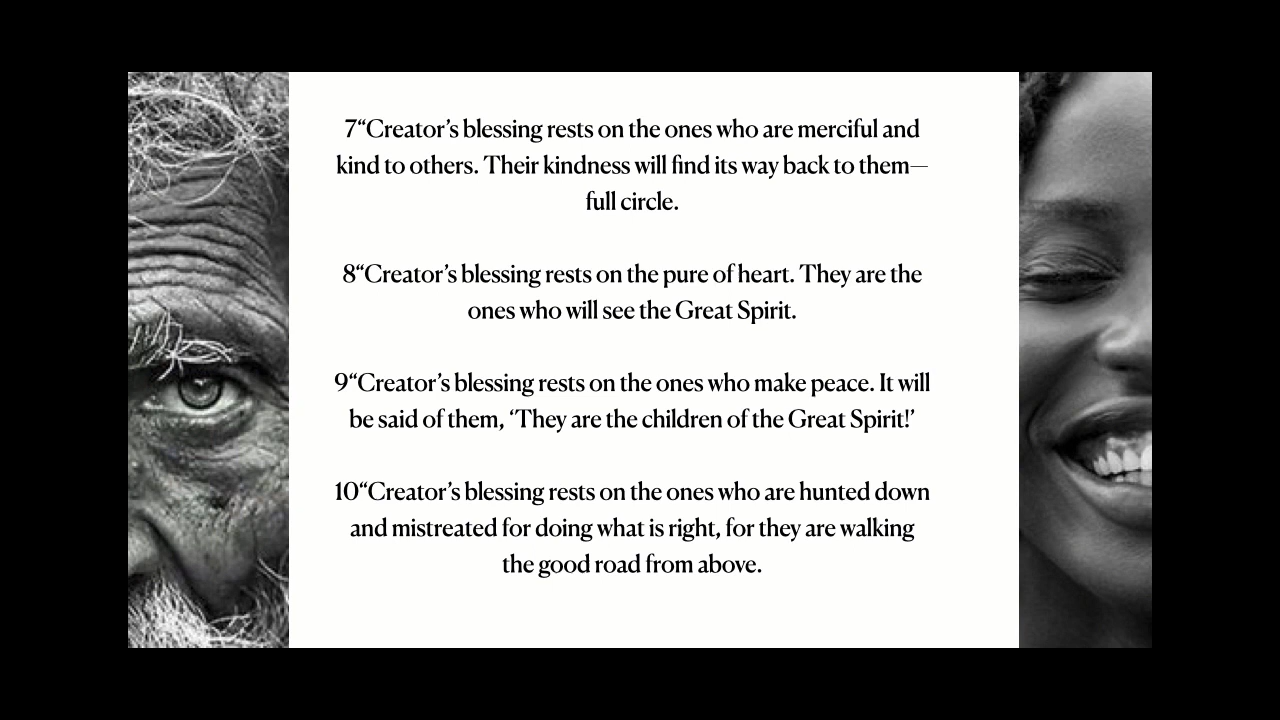 7“Creator’s blessing rests on the ones who are merciful and
kind to others. Their kindness will find its way back to them—
full circle.
8“Creator’s blessing rests on the pure of heart. They are the
ones who will see the Great Spirit.
9“Creator’s blessing rests on the ones who make peace. It will
be said of them, ‘They are the children of the Great Spirit!’
10“Creator’s blessing rests on the ones who are hunted down
and mistreated for doing what is right, for they are walking
the good road from above.